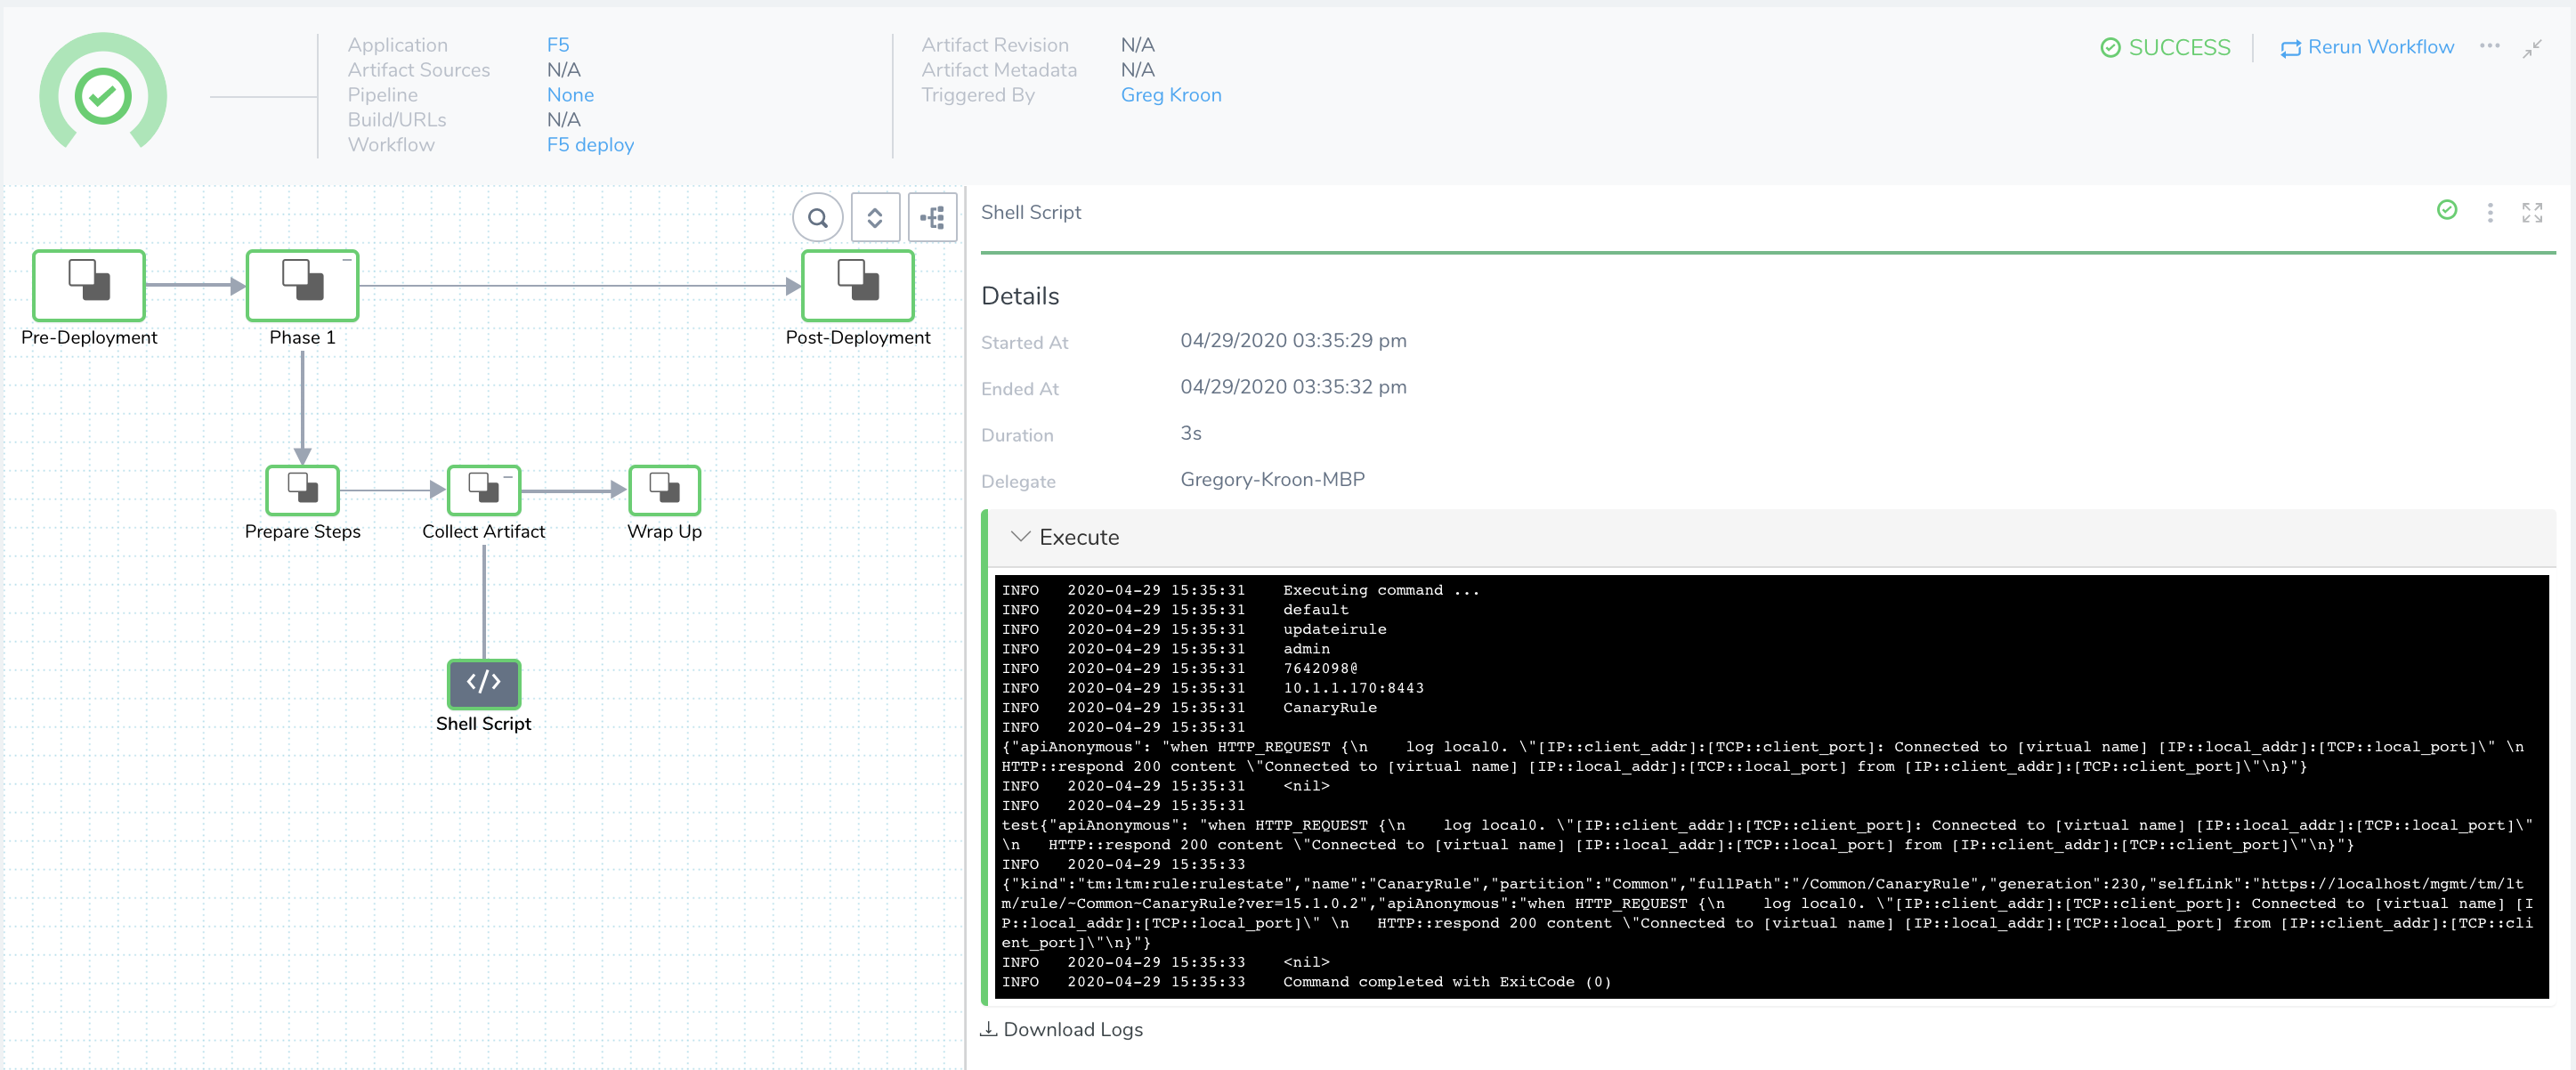 Application F5
Artifact Sources N/A
Pipeline None
Build/URLs N/A
Workflow F5 deploy
Artifact Revision N/A
Artifact Metadata N/A
Triggered By Greg Kroon
SUCCESS
Rerun Workflow
Pre-Deployment
Phase 1
Post-Deployment
Prepare Steps
Collect Artifact
Wrap Up
</>
Shell Script
Shell Script
Details
Started At 04/29/2020 03:35:29 pm
Ended At 04/29/2020 03:35:32 pm
Duration 3s
Delegate Gregory-Kroon-MBP
Execute
INFO 2020-04-29 15:35:31 Executing command ...
INFO 2020-04-29 15:35:31 default
INFO 2020-04-29 15:35:31 updateirule
INFO 2020-04-29 15:35:31 admin
INFO 2020-04-29 15:35:31 7642098@
INFO 2020-04-29 15:35:31 10.1.1.170:8443
INFO 2020-04-29 15:35:31 CanaryRule
INFO 2020-04-29 15:35:31
{"apiAnonymous": "when HTTP_REQUEST {\n    log local0. \"[IP::client_addr]:[TCP::client_port]: Connected to [virtual name] [IP::local_addr]:[TCP::local_port]\" \n
HTTP::respond 200 content \"Connected to [virtual name] [IP::local_addr]:[TCP::local_port] from [IP::client_addr]:[TCP::client_port]\"\n}"}
INFO 2020-04-29 15:35:31 <nil>
INFO 2020-04-29 15:35:31
test{"apiAnonymous": "when HTTP_REQUEST {\n    log local0. \"[IP::client_addr]:[TCP::client_port]: Connected to [virtual name] [IP::local_addr]:[TCP::local_port]\"
\n   HTTP::respond 200 content \"Connected to [virtual name] [IP::local_addr]:[TCP::local_port] from [IP::client_addr]:[TCP::client_port]\"\n}"}
INFO 2020-04-29 15:35:33
{"kind":"tm:ltm:rule:rulestate","name":"CanaryRule","partition":"Common","fullPath":"/Common/CanaryRule","generation":230,"selfLink":"https://localhost/mgmt/tm/lt
m/rule/~Common~CanaryRule?ver=15.1.0.2","apiAnonymous":"when HTTP_REQUEST {\n    log local0. \"[IP::client_addr]:[TCP::client_port]: Connected to [virtual name] [I
P::local_addr]:[TCP::local_port]\" \n   HTTP::respond 200 content \"Connected to [virtual name] [IP::local_addr]:[TCP::local_port] from [IP::client_addr]:[TCP::cli
ent_port]\"\n}"}
INFO 2020-04-29 15:35:33 <nil>
INFO 2020-04-29 15:35:33 Command completed with ExitCode (0)
Download Logs